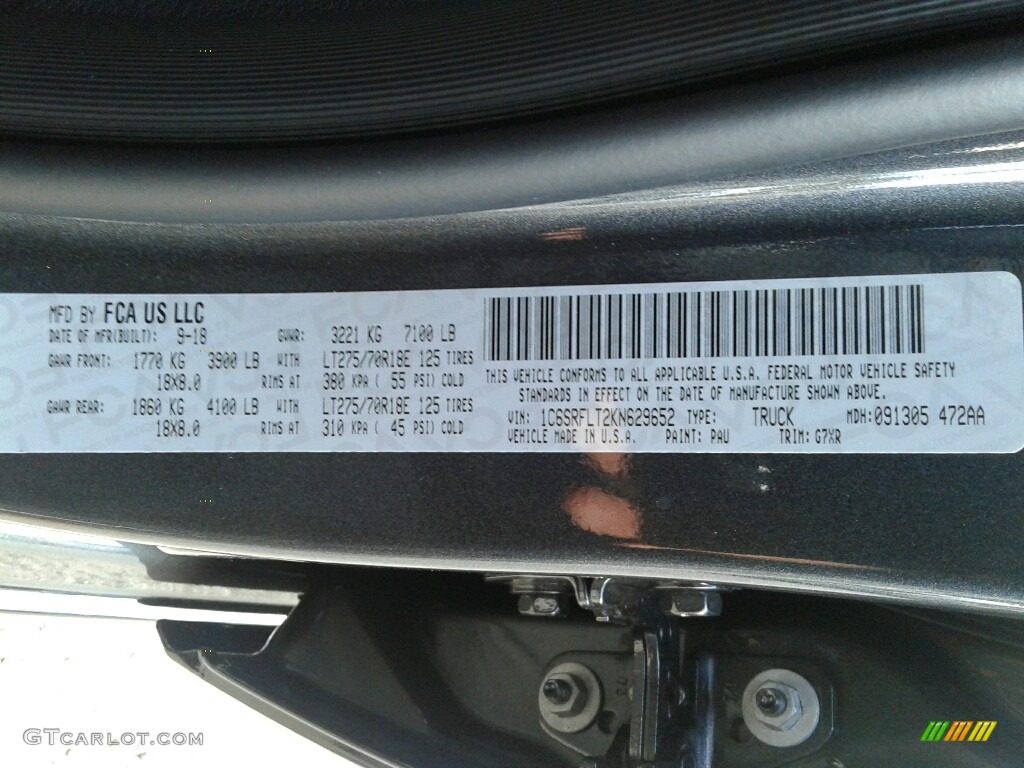 MFD BY FCA US LLC
DATE OF MFR(BUILT): 9-18 GVWR: 3221 KG 7100 LB
GAWR FRONT: 1770 KG 3900 LB WITH LT275/70R18E 125 TIRES
18X8.0 RIMS AT 380 KPA ( 55 PSI) COLD
GAWR REAR: 1860 KG 4100 LB WITH LT275/70R18E 125 TIRES
18X8.0 RIMS AT 310 KPA ( 45 PSI) COLD
THIS VEHICLE CONFORMS TO ALL APPLICABLE U.S.A. FEDERAL MOTOR VEHICLE SAFETY
STANDARDS IN EFFECT ON THE DATE OF MANUFACTURE SHOWN ABOVE.
VIN: 1C6SRFLT2KN629652 TYPE: TRUCK MDH:091305 472AA
VEHICLE MADE IN U.S.A. PAINT: PAU TRIM: G7XR
GTCARLOT.COM